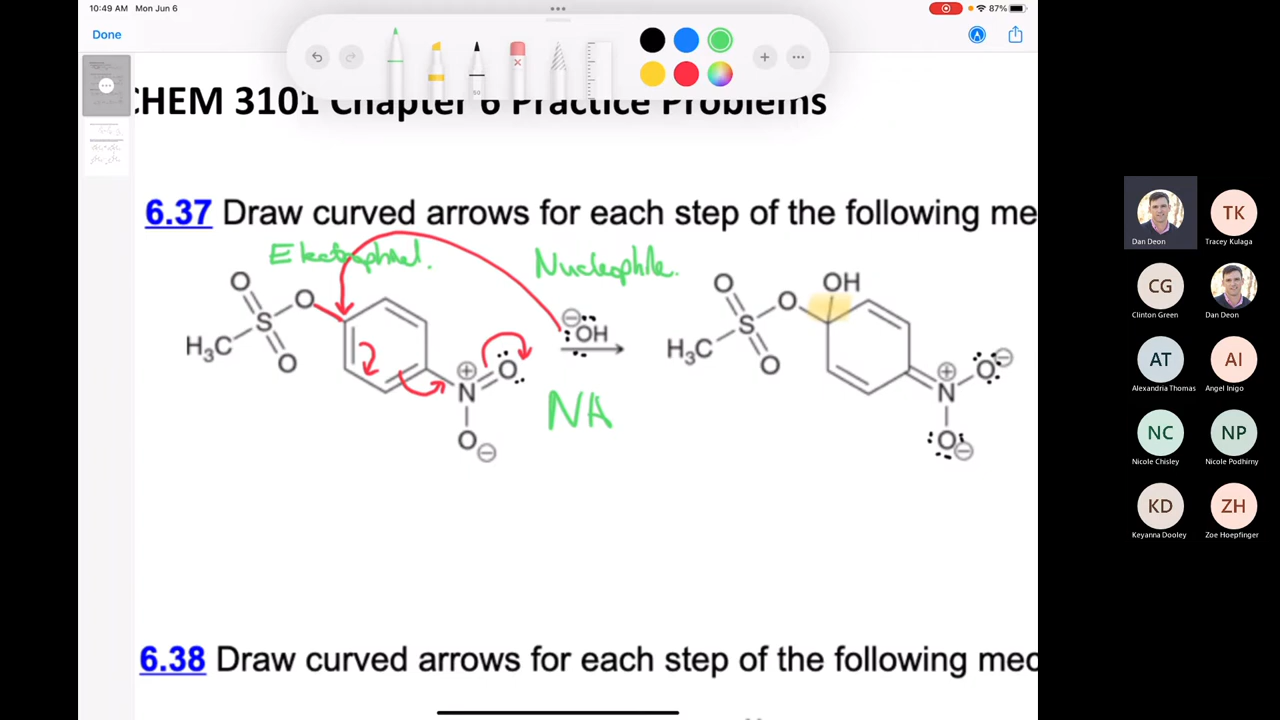 10:49 AM Mon Jun 6
87%
Done
50
CHEM 3101 Chapter 6 Practice Problems
6.37 Draw curved arrows for each step of the following me
Electrophile.
Nucleophile.
O
O
S
H3C
O
:OH
N
O
O
NA
OH
O
O
S
H3C
O
N
O
O
6.38 Draw curved arrows for each step of the following mec
Dan Deon
TK
Tracey Kulaga
CG
Clinton Green
Dan Deon
AT
Alexandria Thomas
AI
Angel Inigo
NC
Nicole Chisley
NP
Nicole Podhirny
KD
Keyanna Dooley
ZH
Zoe Hoepfinger